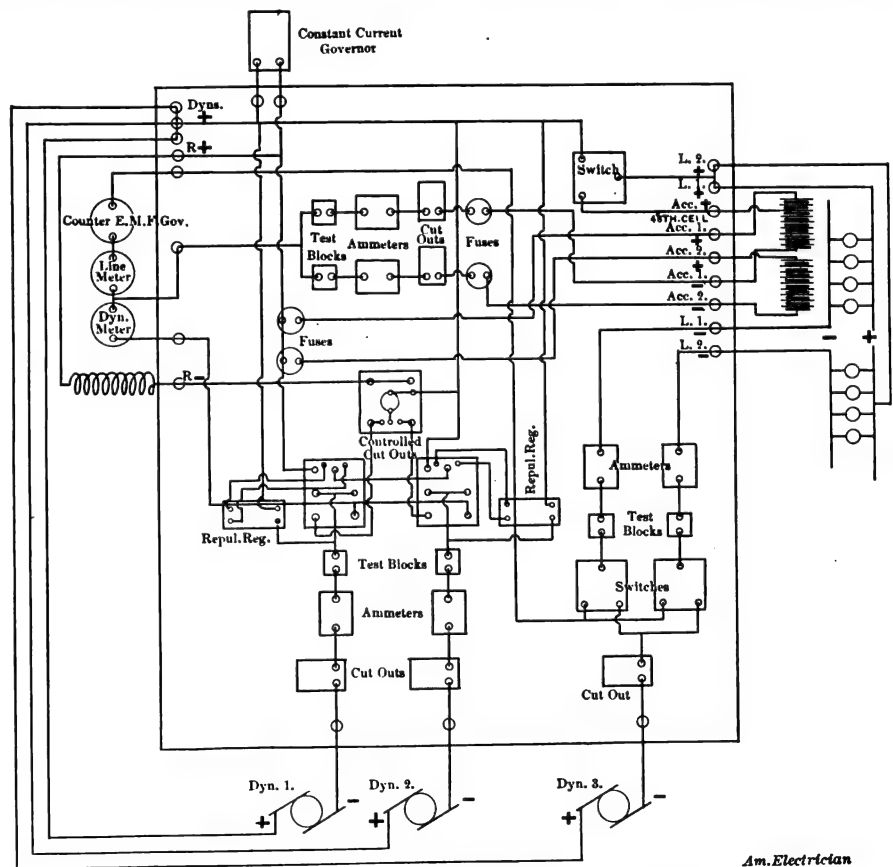 Constant Current
Governor
Dyns.
+
R+
Counter E.M.F. Gov.
Line
Meter
Dyn.
Meter
R-
Test
Blocks
Ammeters
Cut
Outs
Fuses
Fuses
Switch
L. 2.
+
L. 1.
+
Acc. +
48TH.CELL
Acc. 1.
+
Acc. 2.
+
Acc. 1.
-
Acc. 2.
-
L. 1.
-
L. 2.
-
- +
Controlled
Cut Outs
Repul.Reg.
Repul.Reg.
Test Blocks
Ammeters
Cut Outs
Ammeters
Test
Blocks
Switches
Cut Out
Dyn. 1.
+ -
Dyn. 2.
+ -
Dyn. 3.
+ -
Am.Electrician